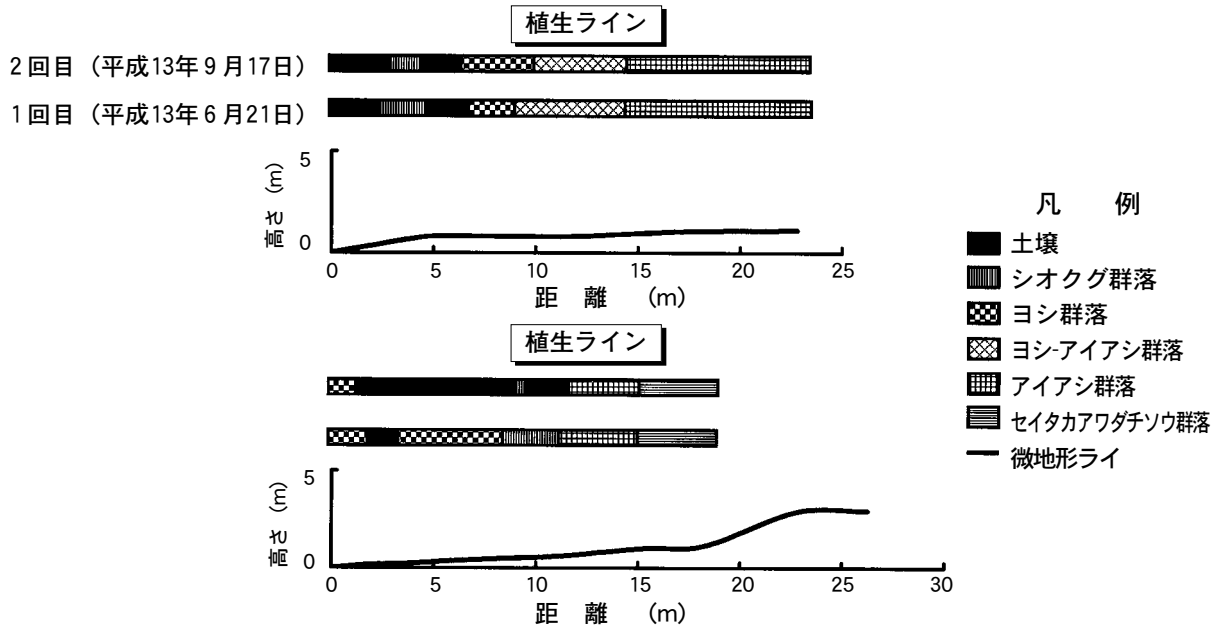 植生ライン
2回目（平成13年9月17日）
1回目（平成13年6月21日）
5
0
高さ (m)
0 5 10 15 20 25
距 離 (m)
植生ライン
5
0
高さ (m)
0 5 10 15 20 25 30
距 離 (m)
凡 例
土壌
シオクグ群落
ヨシ群落
ヨシ-アイアシ群落
アイアシ群落
セイタカアワダチソウ群落
微地形ライ